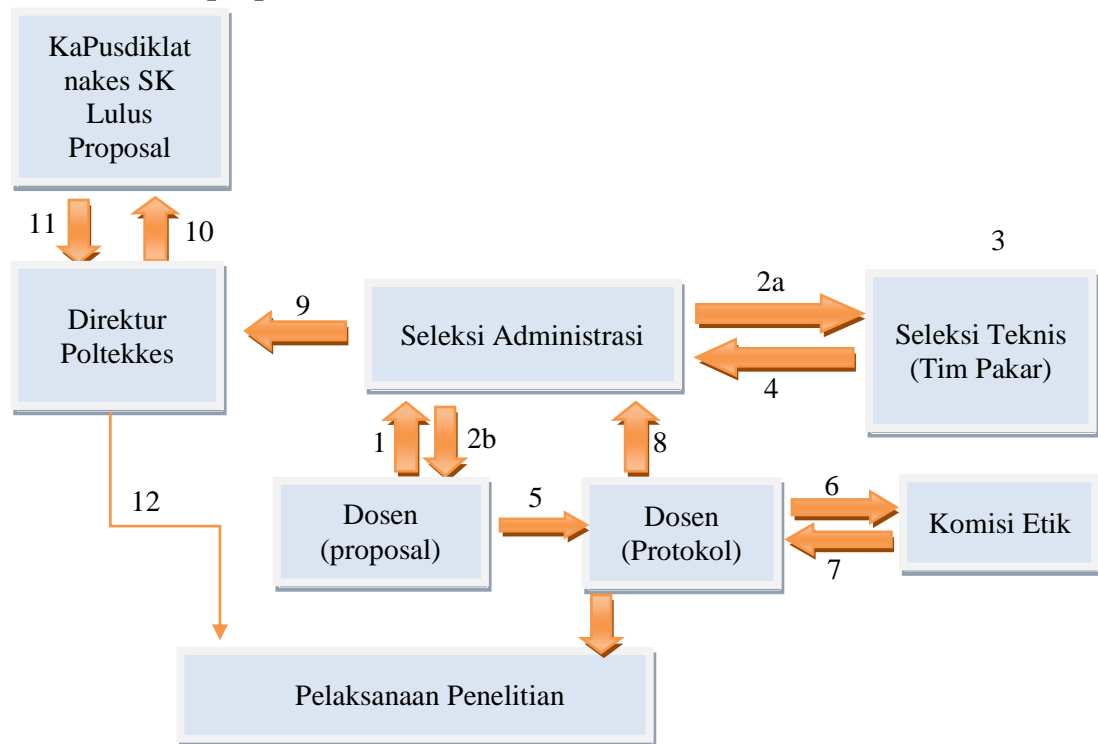 KaPusdiklat
nakes SK
Lulus
Proposal
11
10
3
9
2a
Direktur
Poltekkes
Seleksi Administrasi
Seleksi Teknis
(Tim Pakar)
4
1
2b
8
12
5
6
Dosen
(proposal)
Dosen
(Protokol)
Komisi Etik
7
Pelaksanaan Penelitian